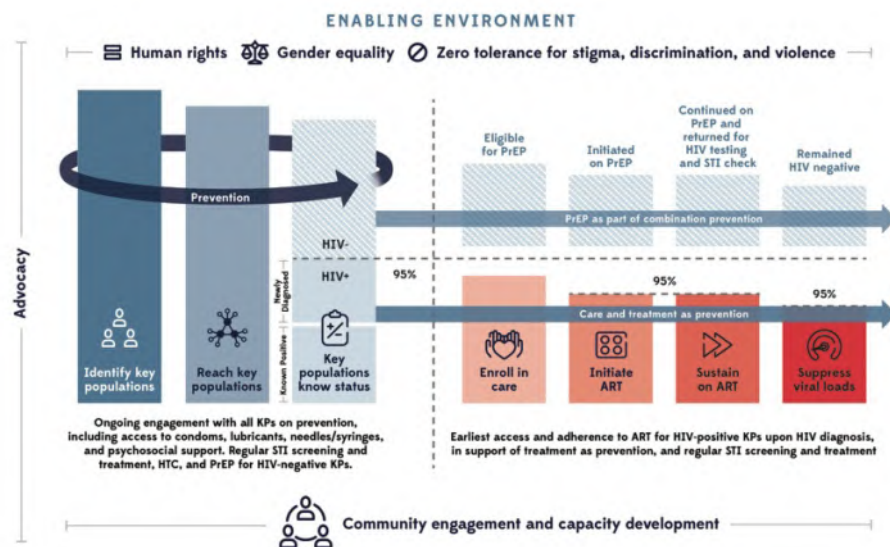 ENABLING ENVIRONMENT
Human rights Gender equality Zero tolerance for stigma, discrimination, and violence
Advocacy
Prevention
HIV-
HIV+
Newly
Diagnosed
Known Positive
95%
Identify key
populations
Reach key
populations
Key
populations
know status
Eligible
for PrEP
Initiated
on PrEP
Continued on
PrEP and
returned for
HIV testing
and STI check
Remained
HIV negative
PrEP as part of combination prevention
95%
95%
Care and treatment as prevention
Enroll in
care
Initiate
ART
Sustain
on ART
Suppress
viral loads
Ongoing engagement with all KPs on prevention,
including access to condoms, lubricants, needles/syringes,
and psychosocial support. Regular STI screening and
treatment, HTC, and PrEP for HIV-negative KPs.
Earliest access and adherence to ART for HIV-positive KPs upon HIV diagnosis,
in support of treatment as prevention, and regular STI screening and treatment
Community engagement and capacity development